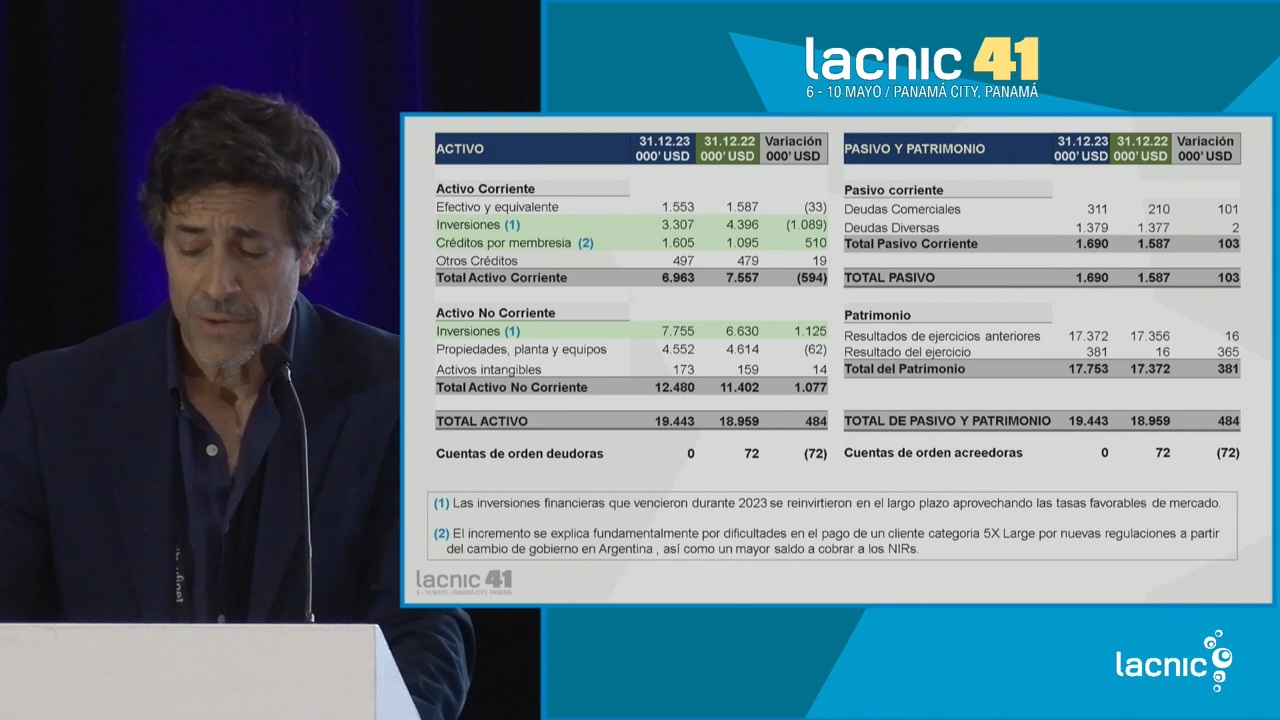 lacnic 41
6 - 10 MAYO / PANAMÁ CITY, PANAMÁ
ACTIVO 31.12.23 000' USD 31.12.22 000' USD Variación 000' USD
Activo Corriente
Efectivo y equivalente 1.553 1.587 (33)
Inversiones (1) 3.307 4.396 (1.089)
Créditos por membresia (2) 1.605 1.095 510
Otros Créditos 497 479 19
Total Activo Corriente 6.963 7.557 (594)
Activo No Corriente
Inversiones (1) 7.755 6.630 1.125
Propiedades, planta y equipos 4.552 4.614 (62)
Activos intangibles 173 159 14
Total Activo No Corriente 12.480 11.402 1.077
TOTAL ACTIVO 19.443 18.959 484
Cuentas de orden deudoras 0 72 (72)
PASIVO Y PATRIMONIO 31.12.23 000' USD 31.12.22 000' USD Variación 000' USD
Pasivo corriente
Deudas Comerciales 311 210 101
Deudas Diversas 1.379 1.377 2
Total Pasivo Corriente 1.690 1.587 103
TOTAL PASIVO 1.690 1.587 103
Patrimonio
Resultados de ejercicios anteriores 17.372 17.356 16
Resultado del ejercicio 381 16 365
Total del Patrimonio 17.753 17.372 381
TOTAL DE PASIVO Y PATRIMONIO 19.443 18.959 484
Cuentas de orden acreedoras 0 72 (72)
(1) Las inversiones financieras que vencieron durante 2023 se reinvirtieron en el largo plazo aprovechando las tasas favorables de mercado.
(2) El incremento se explica fundamentalmente por dificultades en el pago de un cliente categoria 5X Large por nuevas regulaciones a partir
del cambio de gobierno en Argentina , así como un mayor saldo a cobrar a los NIRs.
lacnic 41
6 - 10 MAYO / PANAMÁ CITY, PANAMÁ
lacnic